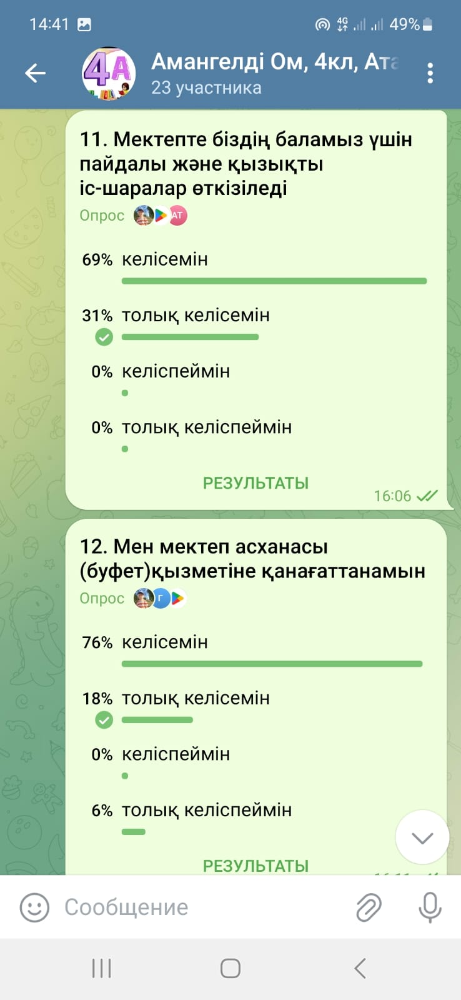 14:41
4G 49%
4А
Амангелді Ом, 4кл, Ата
23 участника
11. Мектепте біздің баламыз үшін
пайдалы және қызықты
іс-шаралар өткізіледі
Опрос АТ
69% келісемін
31% толық келісемін
0% келіспеймін
0% толық келіспеймін
РЕЗУЛЬТАТЫ
16:06
12. Мен мектеп асханасы
(буфет)қызметіне қанағаттанамын
Опрос Г
76% келісемін
18% толық келісемін
0% келіспеймін
6% толық келіспеймін
РЕЗУЛЬТАТЫ
Сообщение